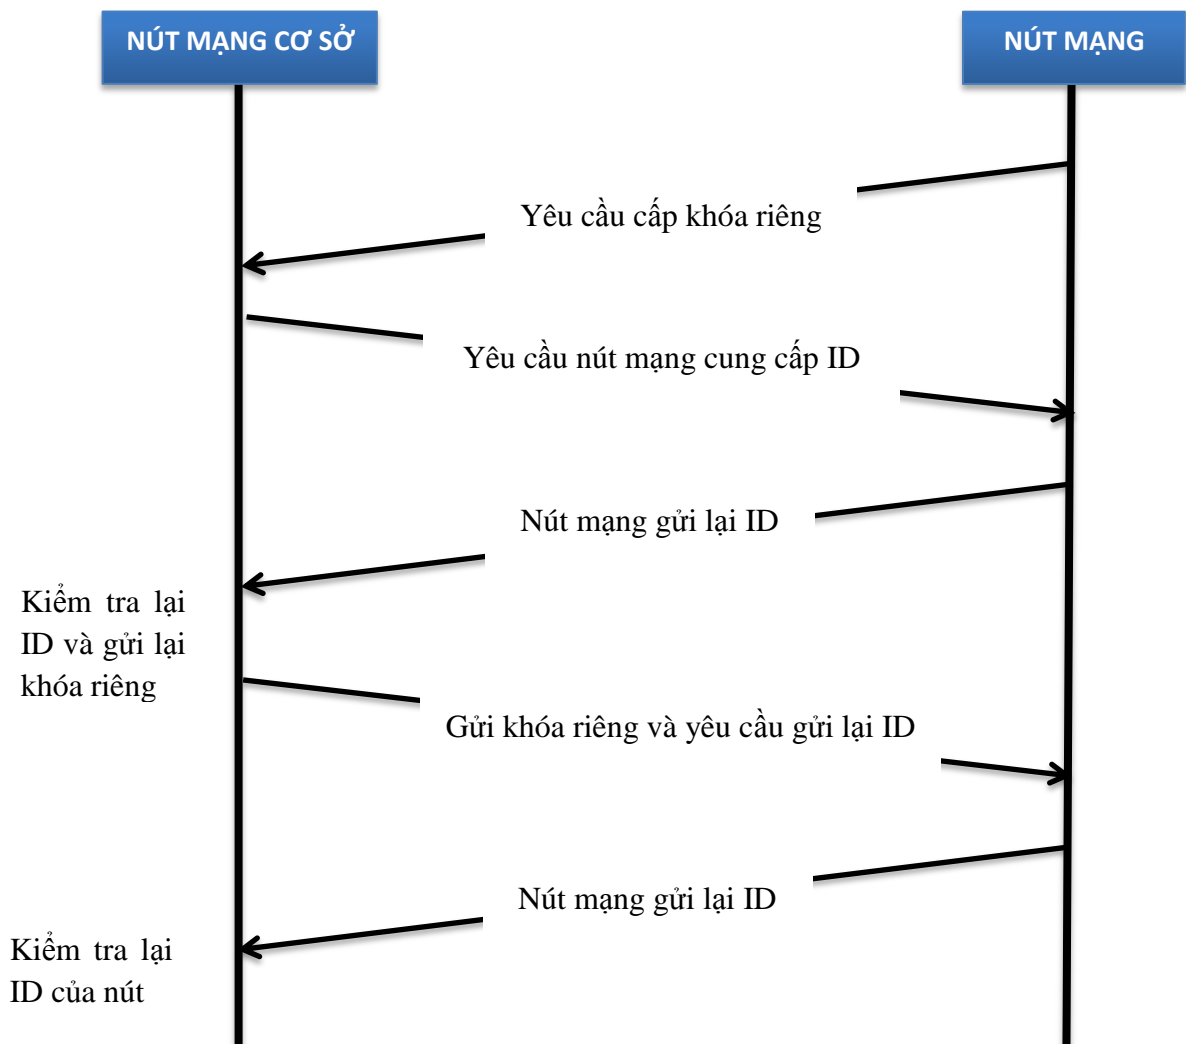 NÚT MẠNG CƠ SỞ
NÚT MẠNG
Yêu cầu cấp khóa riêng
Yêu cầu nút mạng cung cấp ID
Nút mạng gửi lại ID
Kiểm tra lại
ID và gửi lại
khóa riêng
Gửi khóa riêng và yêu cầu gửi lại ID
Nút mạng gửi lại ID
Kiểm tra lại
ID của nút